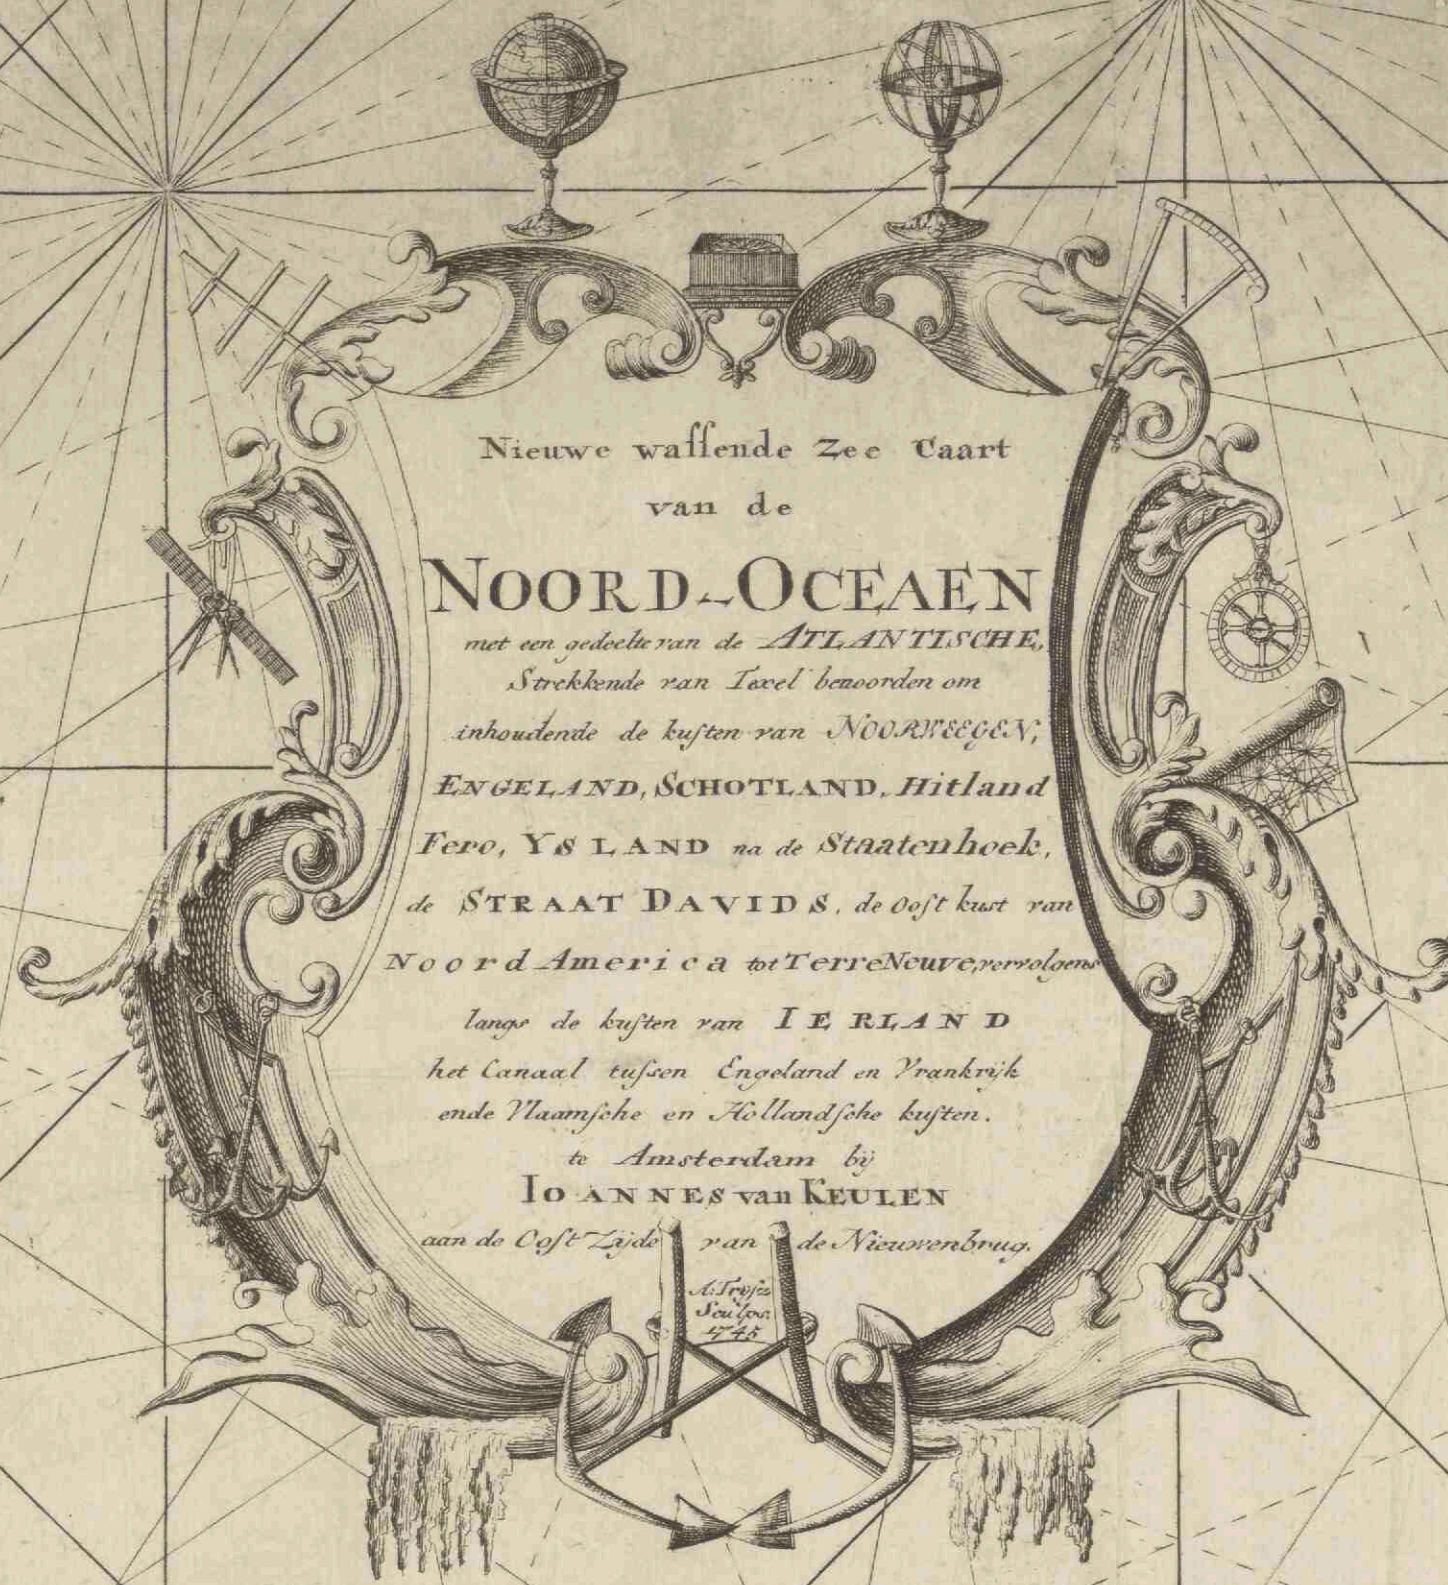 Nieuwe waſſende Zee Caart
van de
NOORD-OCEAEN
met een gedeelte van de ATLANTISCHE,
Strekkende van Texel benoorden om
inhoudende de kuſten van NOORWEEGEN,
ENGELAND, SCHOTLAND, Hitland
Fero, YSLAND na de Staatenhoek,
de STRAAT DAVIDS, de Ooſt kust van
Noord America tot Terre Neuve, vervolgens
langs de kuſten van IERLAND
het Canaal tuſsen Engeland en Vrankrijk
ende Vlaamſche en Hollandſche kuſten.
te Amsterdam bij
IOANNES van KEULEN
aan de Ooſt Zijde van de Nieuwenbrug.
Sculps.
1745